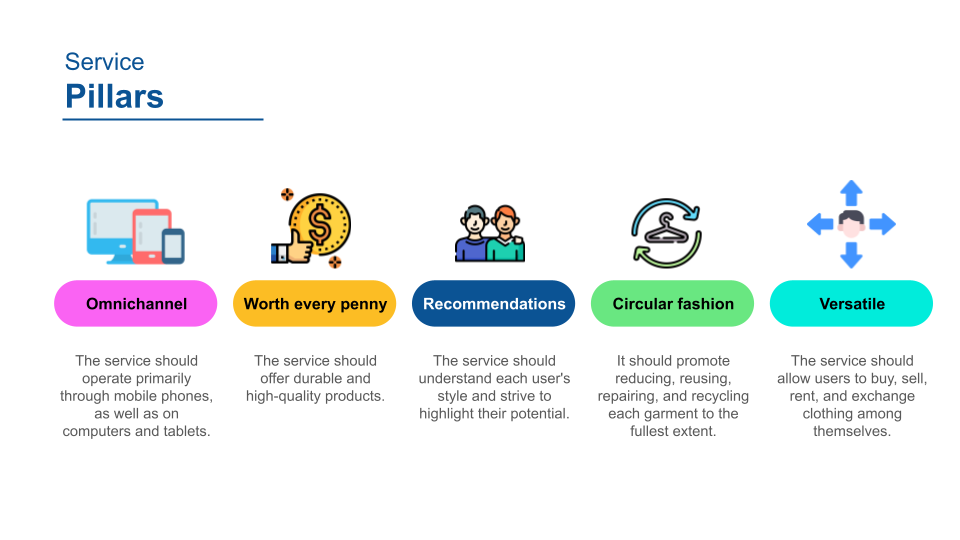 Service
Pillars
Omnichannel
The service should
operate primarily
through mobile phones,
as well as on
computers and tablets.
Worth every penny
The service should
offer durable and
high-quality products.
Recommendations
The service should
understand each user's
style and strive to
highlight their potential.
Circular fashion
It should promote
reducing, reusing,
repairing, and recycling
each garment to the
fullest extent.
Versatile
The service should
allow users to buy, sell,
rent, and exchange
clothing among
themselves.